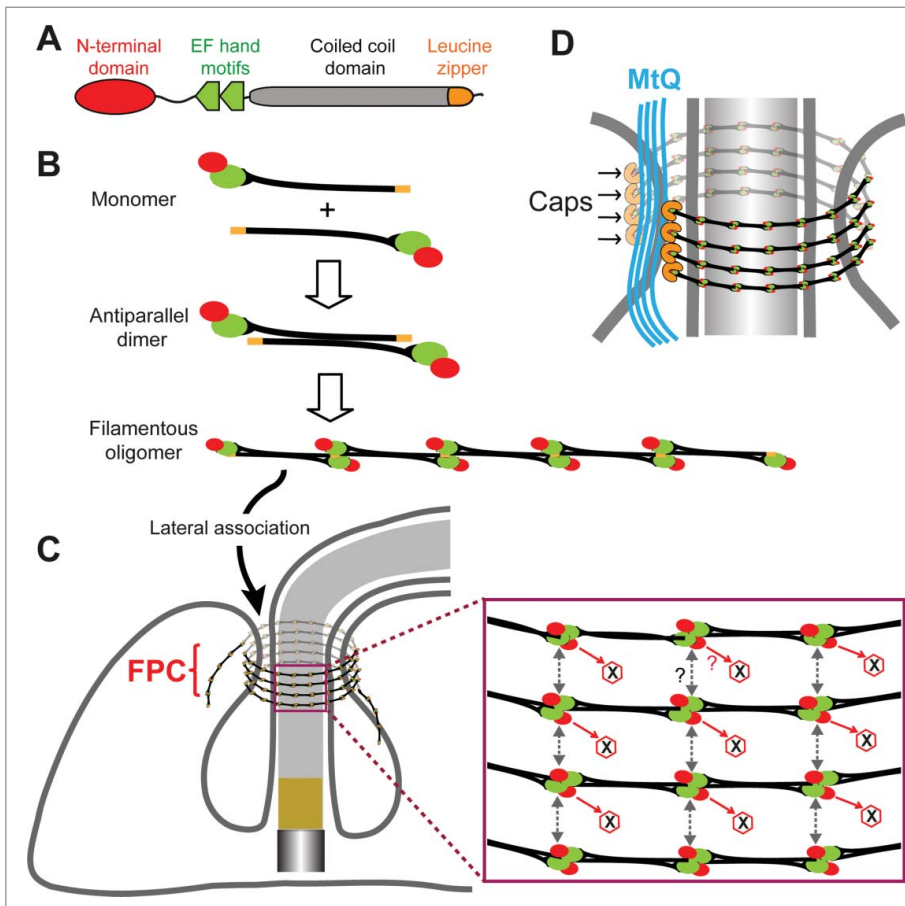 A
N-terminal
domain
EF hand
motifs
Coiled coil
domain
Leucine
zipper
B
Monomer
+
Antiparallel
dimer
Filamentous
oligomer
Lateral association
C
FPC
D
MtQ
Caps
?
?
X
X
X
X
X
X
X
X
X